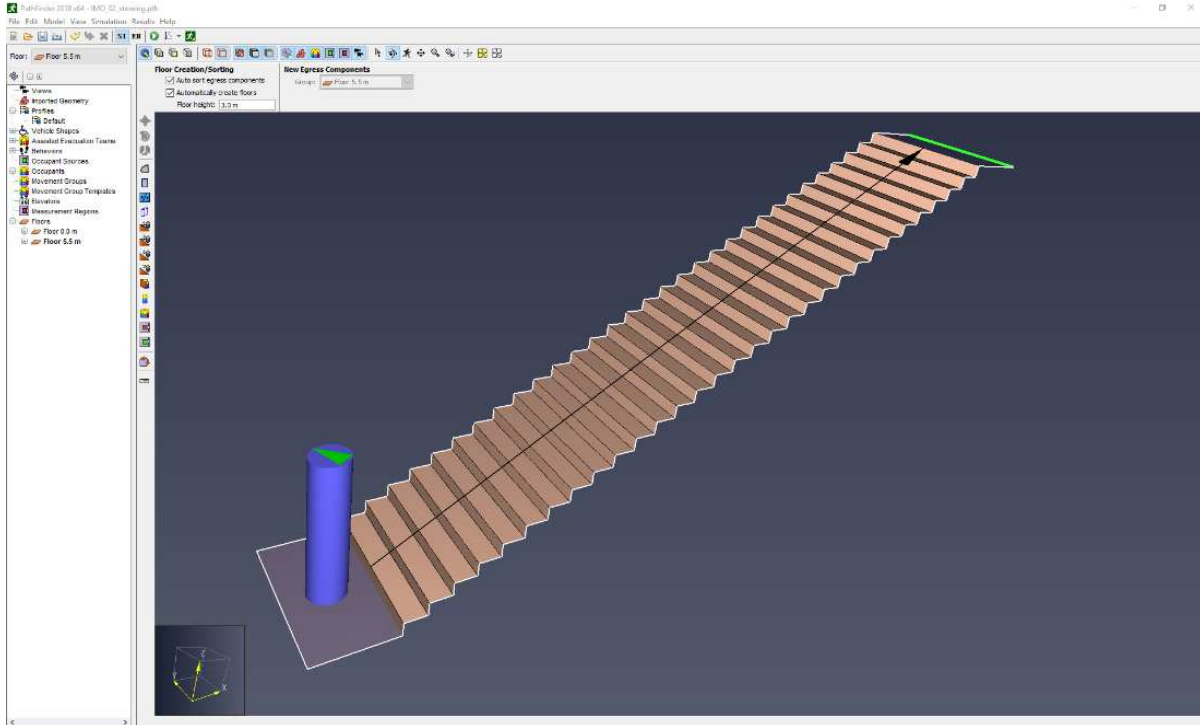 PathFinder 2018 x64 - IMO_02_steering.pth
File Edit Model View Simulation Results Help
Floor: Floor 5.5 m
Floor Creation/Sorting
Auto sort egress components
Automatically create floors
Floor height: 3.0 m
New Egress Components
Group: Floor 5.5 m
Views
Imported Geometry
Profiles
Default
Vehicle Shapes
Assisted Evacuation Teams
Behaviors
Occupant Sources
Occupants
Movement Groups
Movement Group Templates
Elevators
Measurement Regions
Floors
Floor 0.0 m
Floor 5.5 m
Z
X